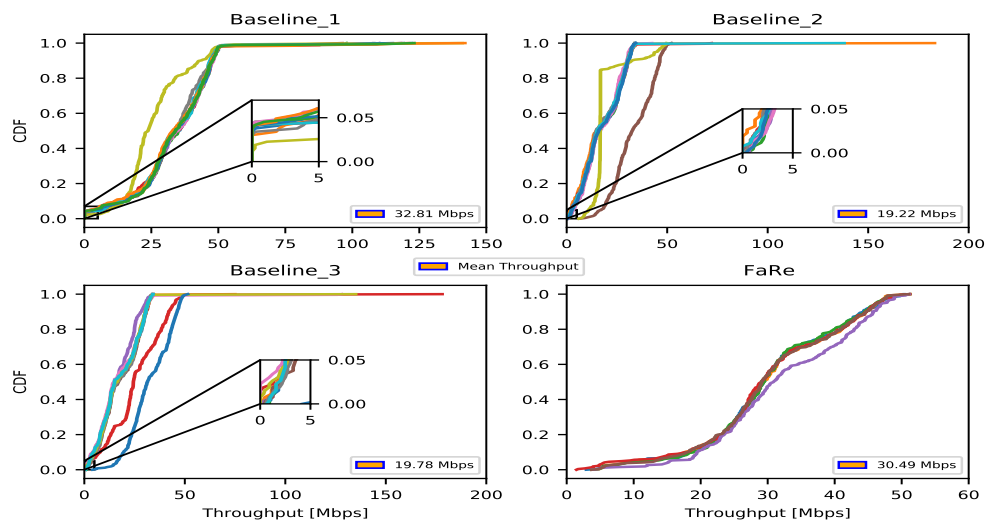 Baseline_1
Baseline_2
CDF
1.0
0.8
0.6
0.4
0.2
0.0
0.05
0.00
0 5
32.81 Mbps
0 25 50 75 100 125 150
1.0
0.8
0.6
0.4
0.2
0.0
0.05
0.00
0 5
19.22 Mbps
0 50 100 150 200
Mean Throughput
Baseline_3
FaRe
CDF
1.0
0.8
0.6
0.4
0.2
0.0
0.05
0.00
0 5
19.78 Mbps
0 50 100 150 200
Throughput [Mbps]
1.0
0.8
0.6
0.4
0.2
0.0
30.49 Mbps
0 10 20 30 40 50 60
Throughput [Mbps]